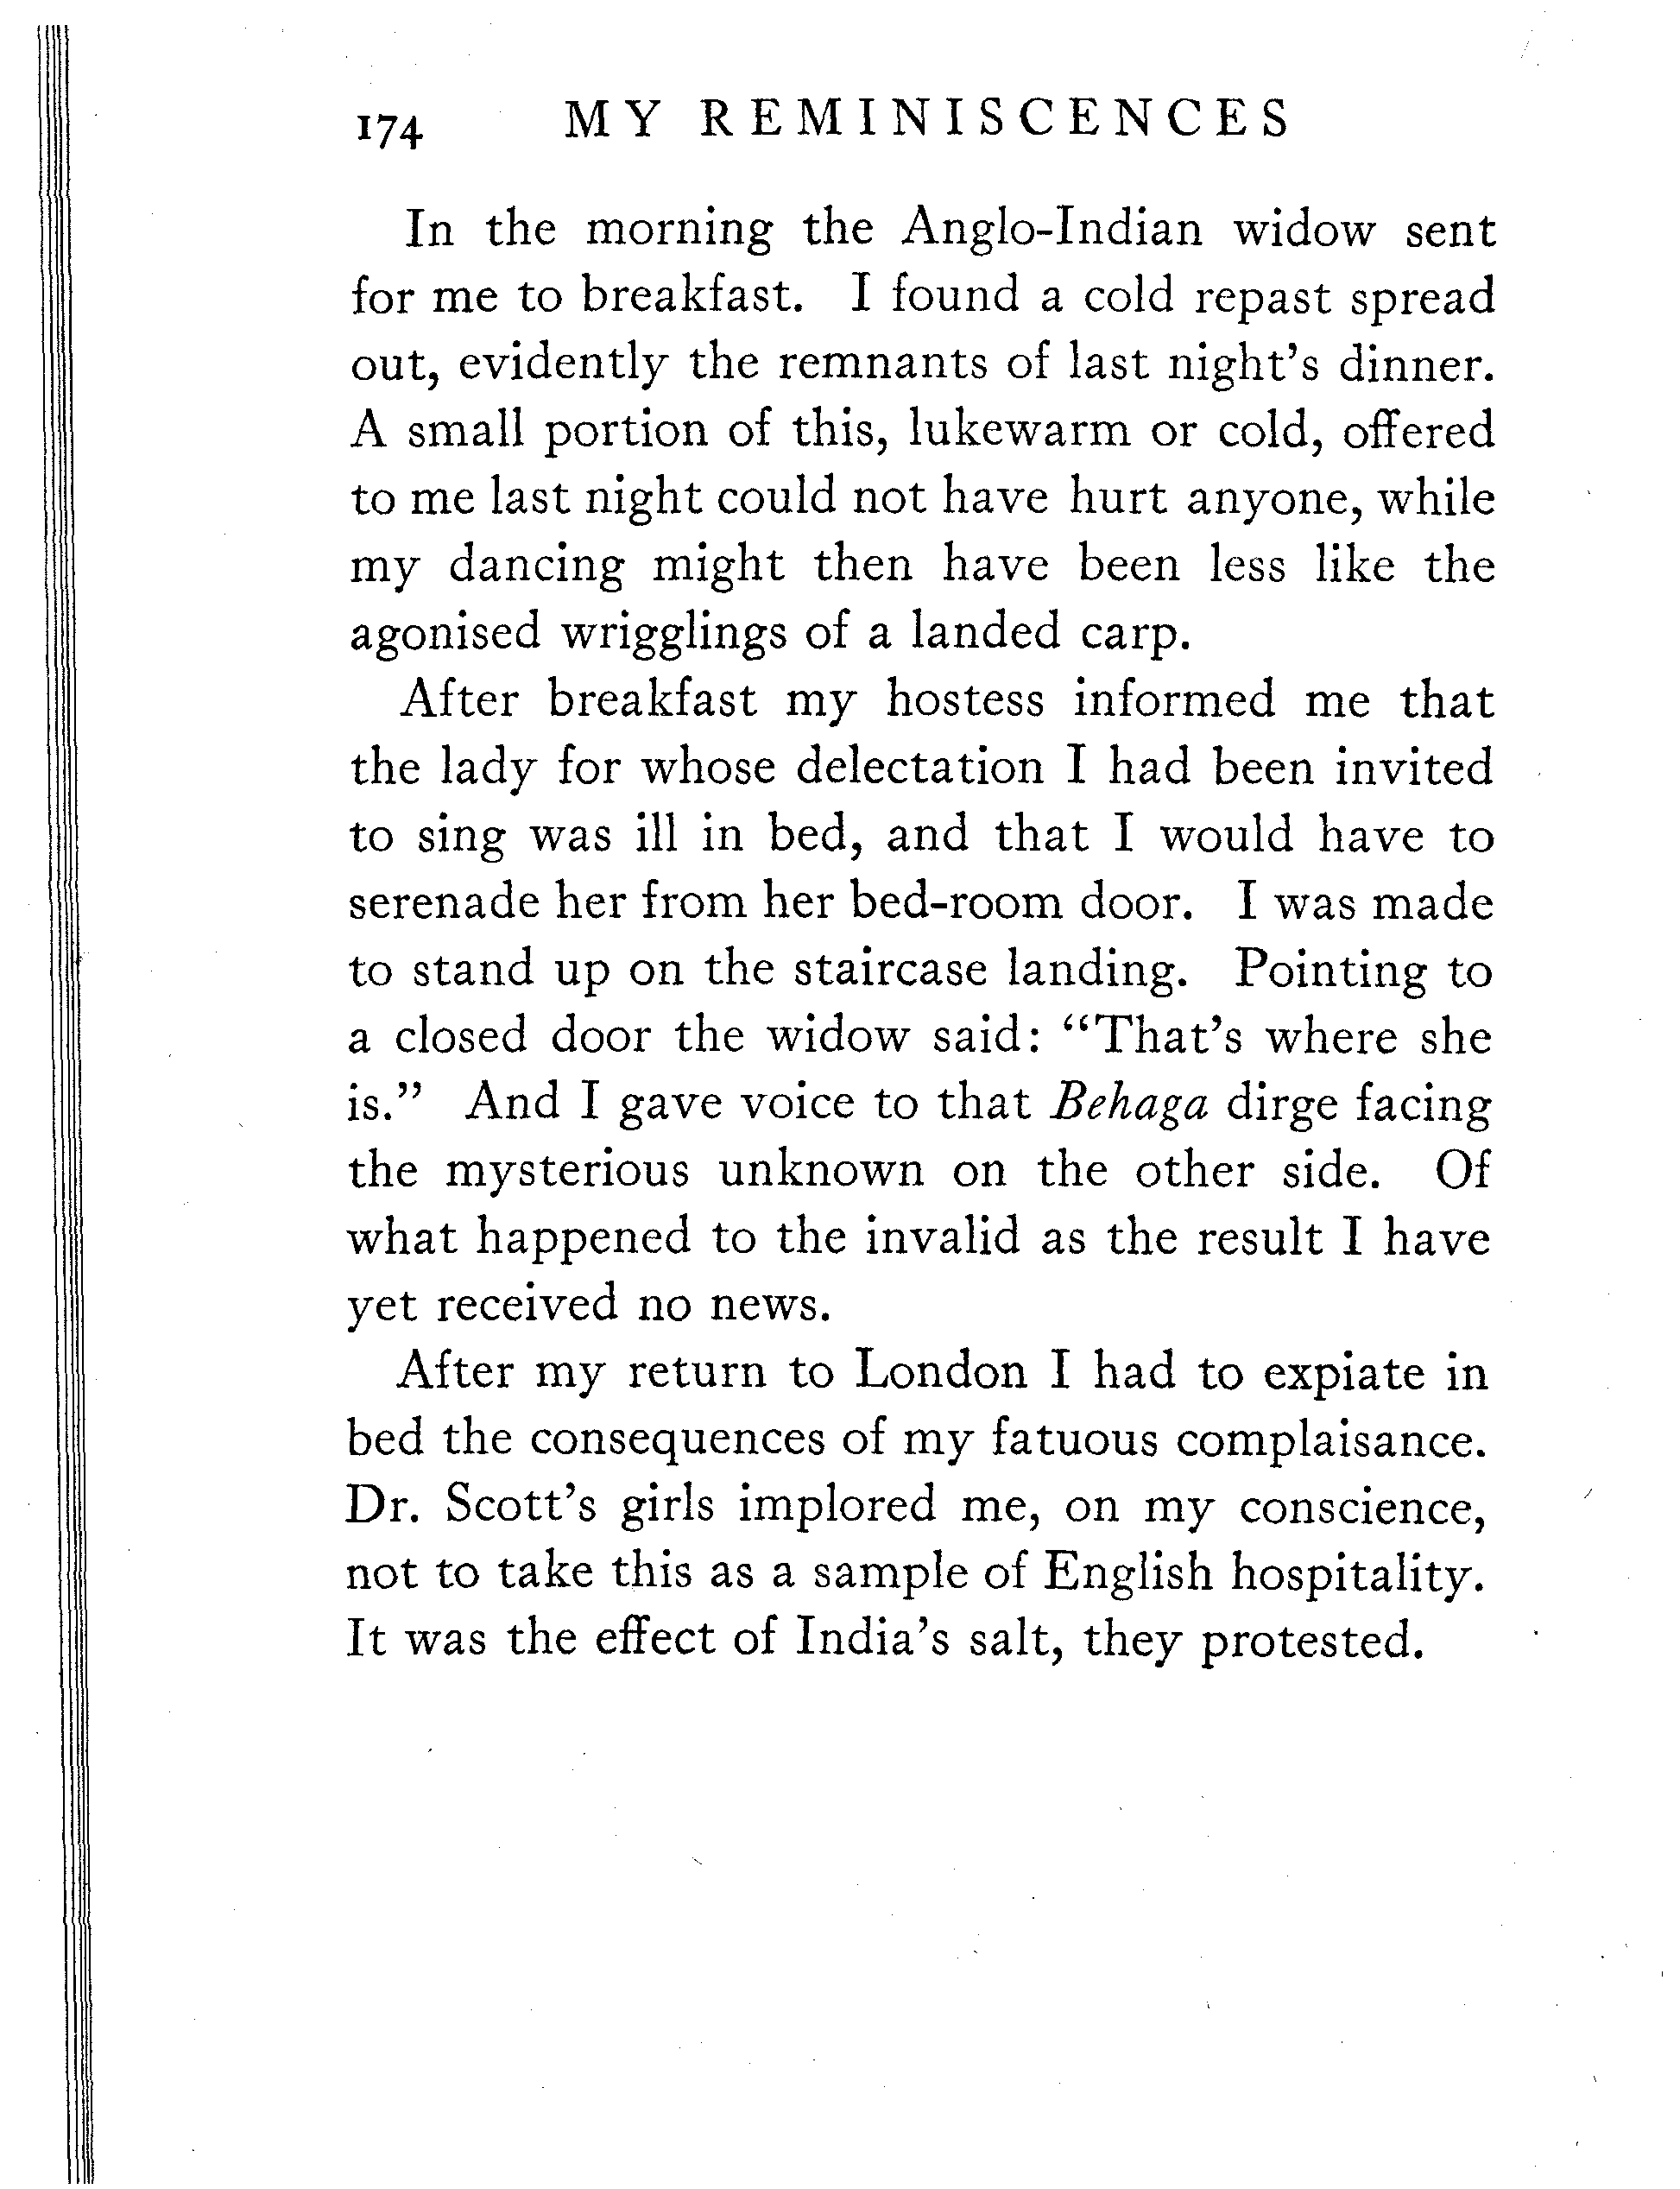 174 MY REMINISCENCES
In the morning the Anglo-Indian widow sent
for me to breakfast. I found a cold repast spread
out, evidently the remnants of last night's dinner.
A small portion of this, lukewarm or cold, offered
to me last night could not have hurt anyone, while
my dancing might then have been less like the
agonised wrigglings of a landed carp.
After breakfast my hostess informed me that
the lady for whose delectation I had been invited
to sing was ill in bed, and that I would have to
serenade her from her bed-room door. I was made
to stand up on the staircase landing. Pointing to
a closed door the widow said: “That's where she
is.” And I gave voice to that Behaga dirge facing
the mysterious unknown on the other side. Of
what happened to the invalid as the result I have
yet received no news.
After my return to London I had to expiate in
bed the consequences of my fatuous complaisance.
Dr. Scott's girls implored me, on my conscience,
not to take this as a sample of English hospitality.
It was the effect of India's salt, they protested.